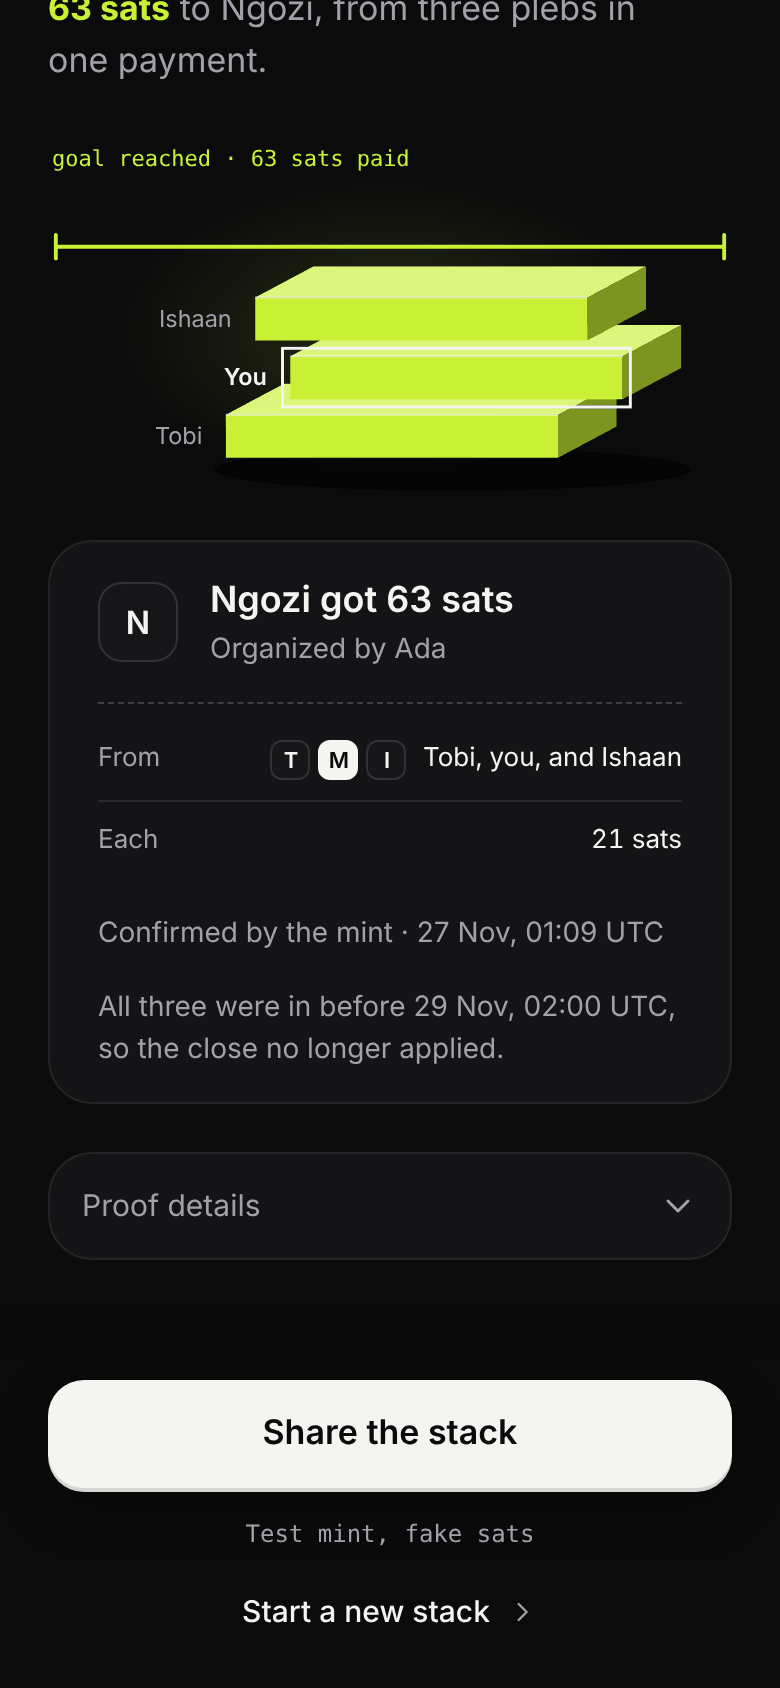 63 sats to Ngozi, from three plebs in
one payment.
goal reached · 63 sats paid
Ishaan
You
Tobi
N
Ngozi got 63 sats
Organized by Ada
From T M I Tobi, you, and Ishaan
Each 21 sats
Confirmed by the mint · 27 Nov, 01:09 UTC
All three were in before 29 Nov, 02:00 UTC,
so the close no longer applied.
Proof details
Share the stack
Test mint, fake sats
Start a new stack